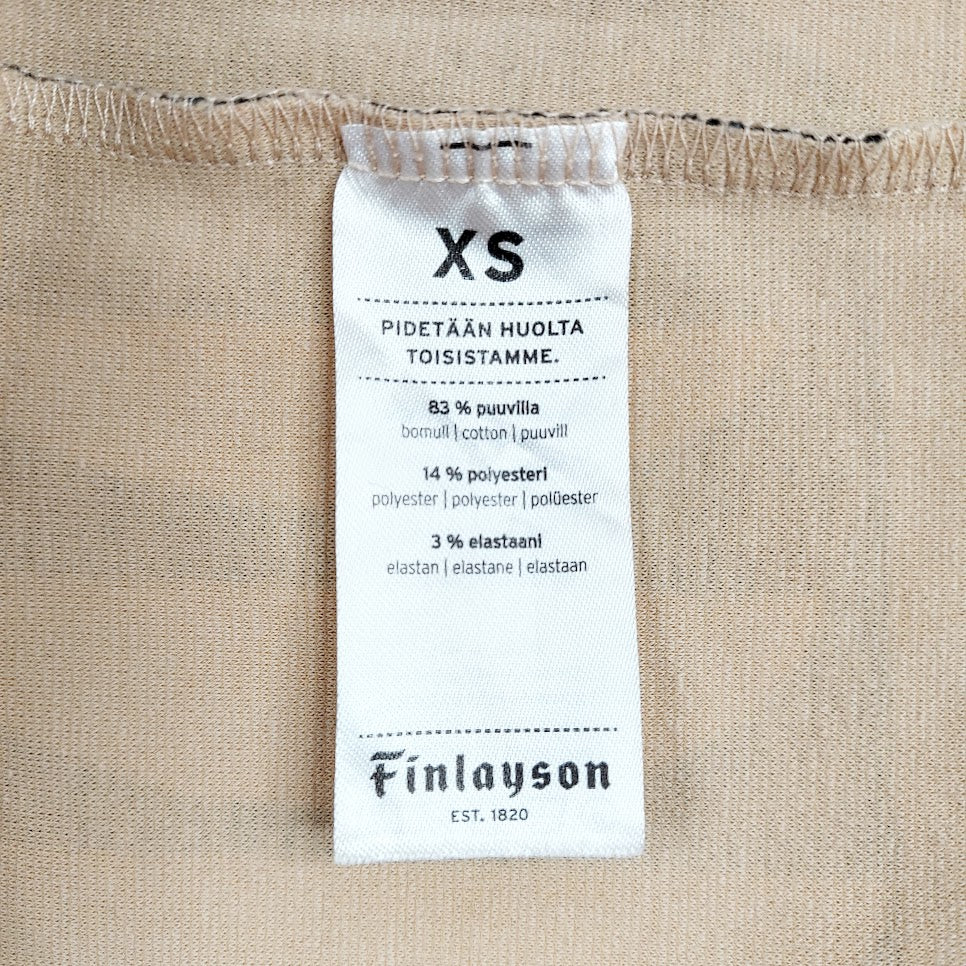 XS
PIDETÄÄN HUOLTA
TOISISTAMME.
83 % puuvilla
bomull | cotton | puuvill
14 % polyesteri
polyester | polyester | polüester
3 % elastaani
elastan | elastane | elastaan
Finlayson
EST. 1820